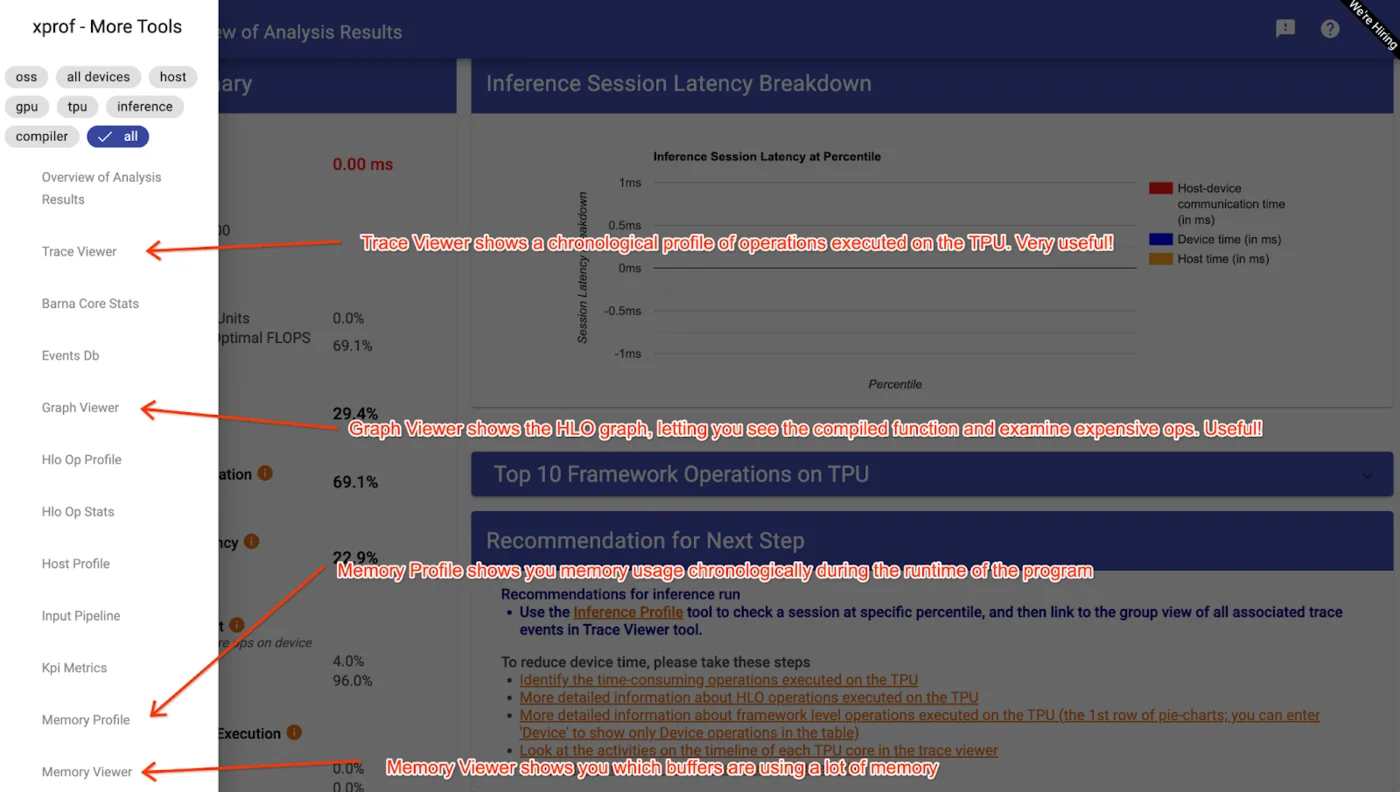 xprof - More Tools
oss
all devices
host
gpu
tpu
inference
compiler
all
Overview of Analysis
Results
Trace Viewer
Barna Core Stats
Events Db
Graph Viewer
Hlo Op Profile
Hlo Op Stats
Host Profile
Input Pipeline
Kpi Metrics
Memory Profile
Memory Viewer
ew of Analysis Results
We're Hiring
ary
0.00 ms
00
Units
0.0%
Optimal FLOPS
69.1%
29.4%
ation
69.1%
ncy
22.9%
t
re ops on device
4.0%
96.0%
Execution
0.0%
0.0%
Inference Session Latency Breakdown
Inference Session Latency at Percentile
Session Latency Breakdown
1ms
0.5ms
0ms
-0.5ms
-1ms
Percentile
Host-device
communication time
(in ms)
Device time (in ms)
Host time (in ms)
Trace Viewer shows a chronological profile of operations executed on the TPU. Very useful!
Graph Viewer shows the HLO graph, letting you see the compiled function and examine expensive ops. Useful!
Top 10 Framework Operations on TPU
Recommendation for Next Step
Memory Profile shows you memory usage chronologically during the runtime of the program
Recommendations for inference run
• Use the Inference Profile tool to check a session at specific percentile, and then link to the group view of all associated trace
events in Trace Viewer tool.
To reduce device time, please take these steps
• Identify the time-consuming operations executed on the TPU
• More detailed information about HLO operations executed on the TPU
• More detailed information about framework level operations executed on the TPU (the 1st row of pie-charts; you can enter
'Device' to show only Device operations in the table)
• Look at the activities on the timeline of each TPU core in the trace viewer
Memory Viewer shows you which buffers are using a lot of memory